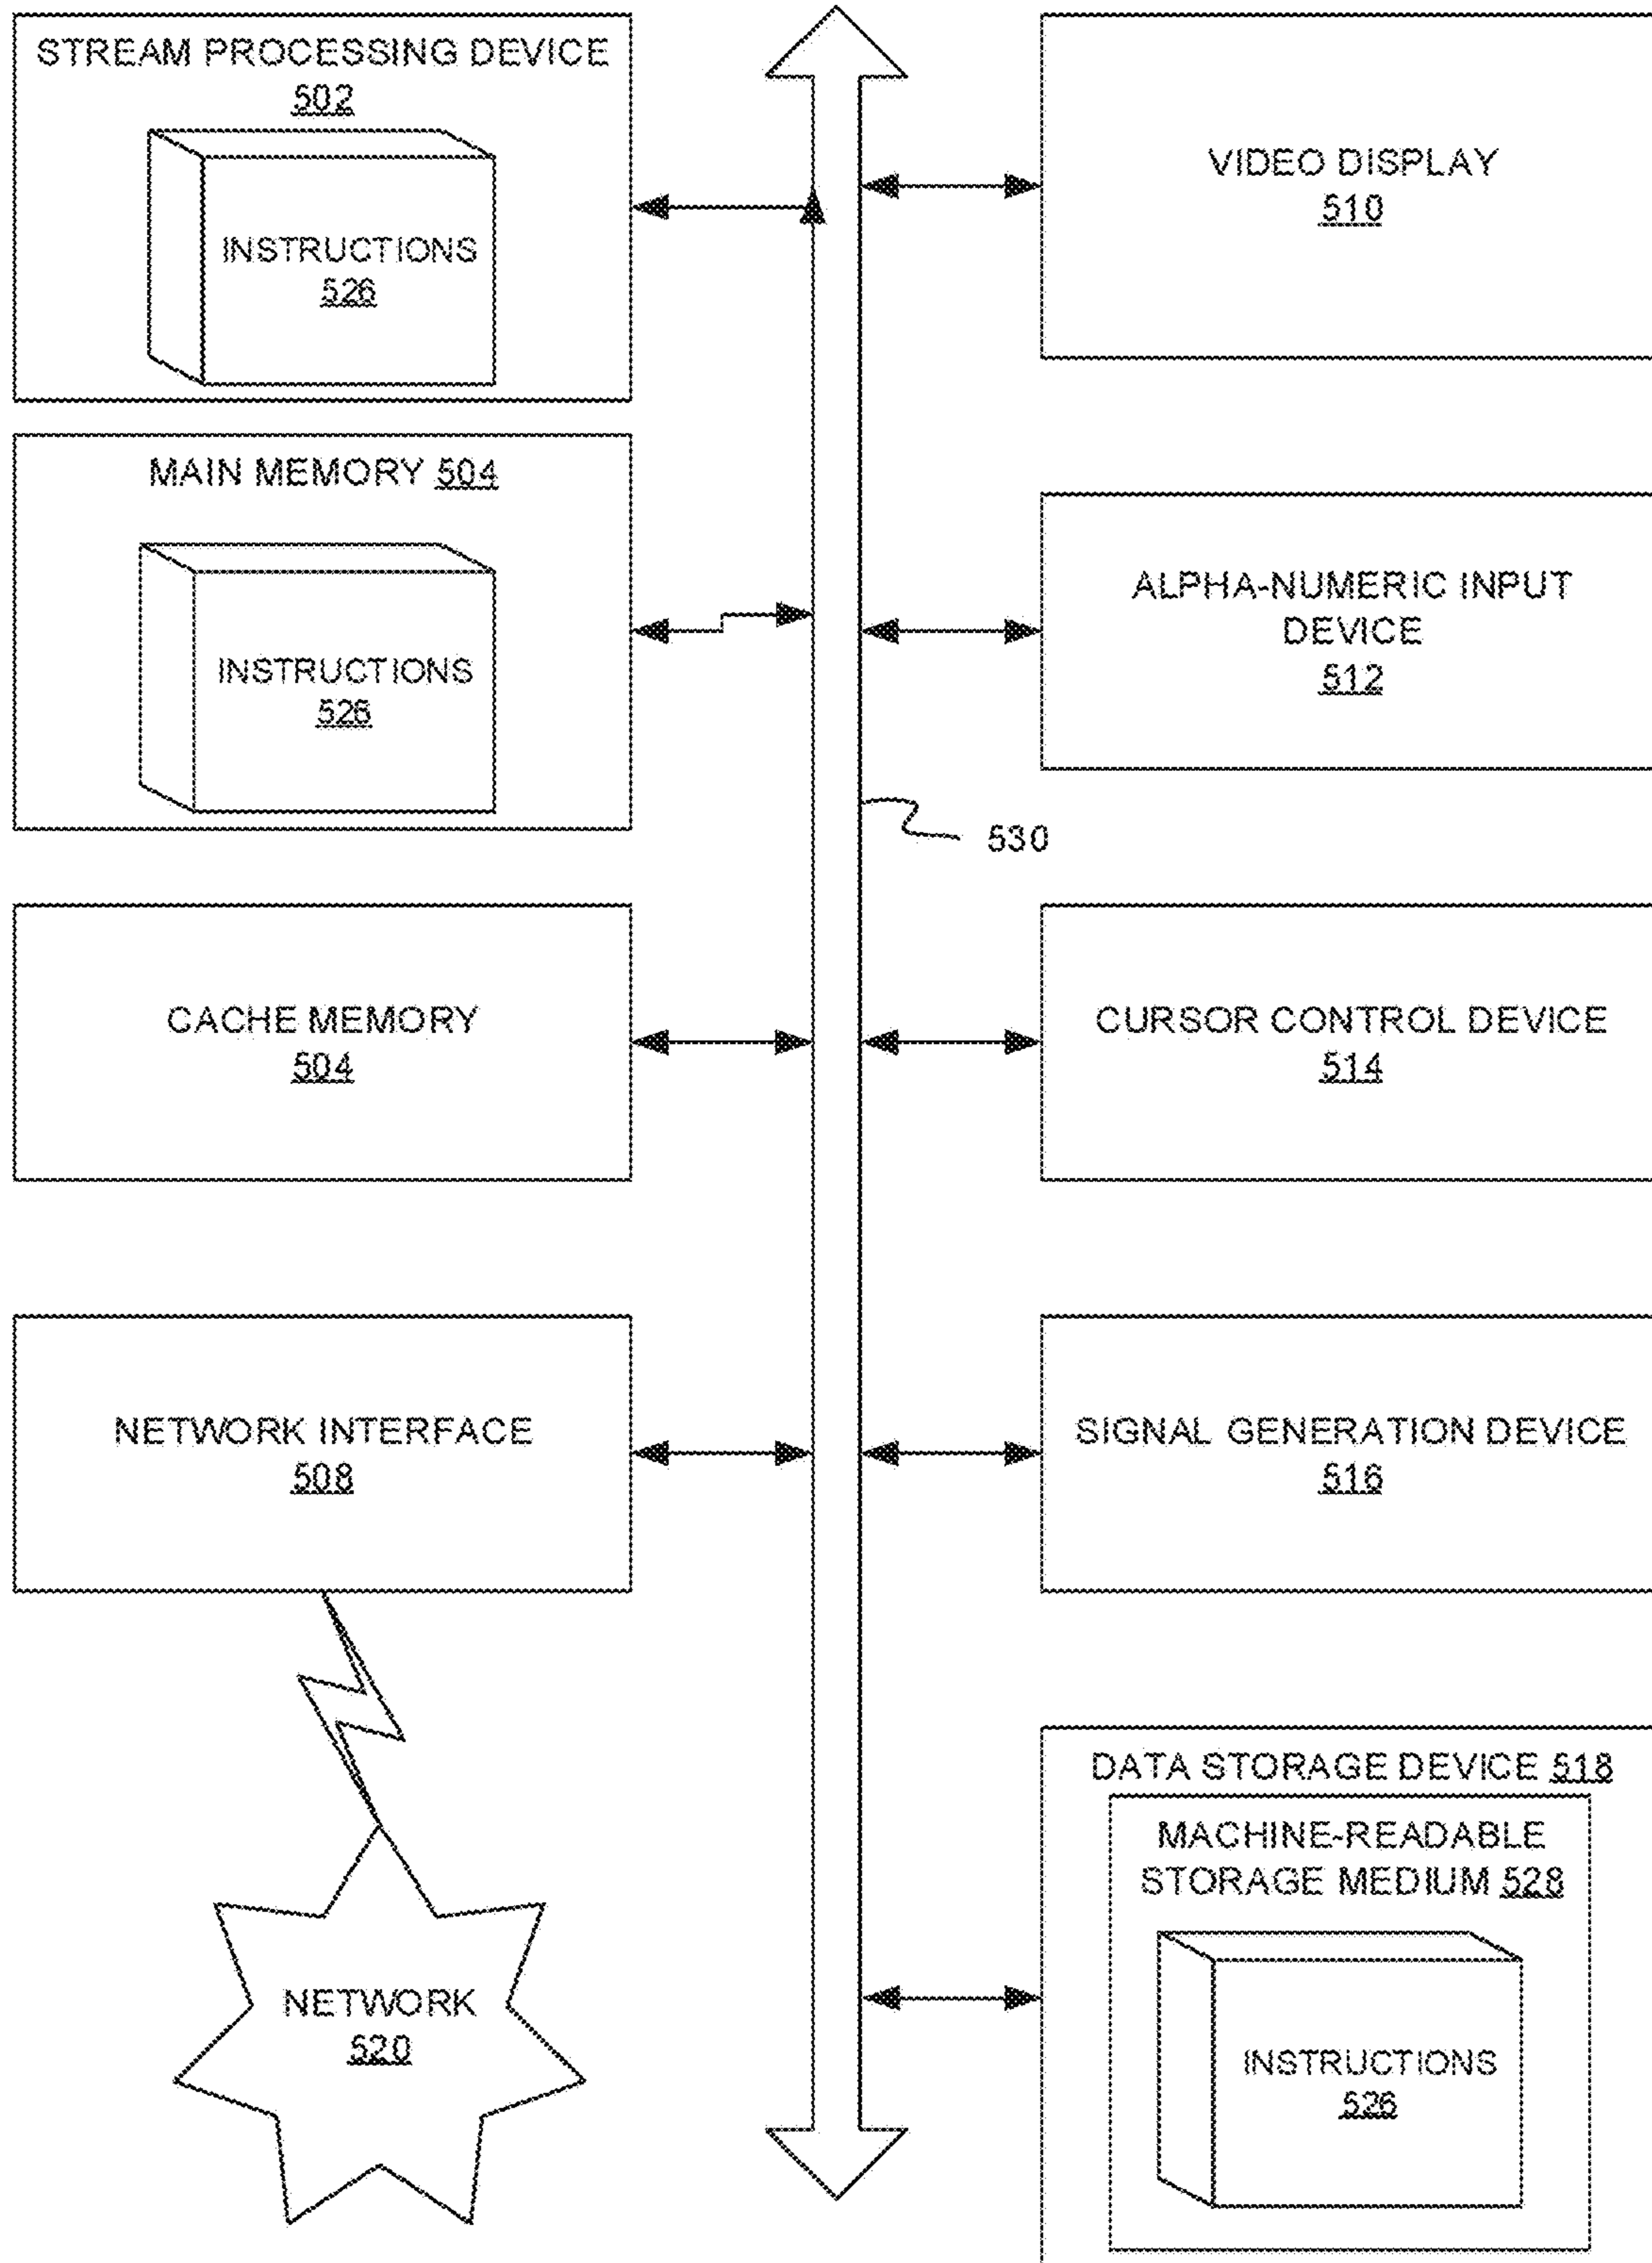 STREAM PROCESSING DEVICE
502
INSTRUCTIONS
526
MAIN MEMORY 504
INSTRUCTIONS
526
CACHE MEMORY
504
NETWORK INTERFACE
508
NETWORK
520
VIDEO DISPLAY
510
ALPHA-NUMERIC INPUT
DEVICE
512
530
CURSOR CONTROL DEVICE
514
SIGNAL GENERATION DEVICE
516
DATA STORAGE DEVICE 518
MACHINE-READABLE
STORAGE MEDIUM 528
INSTRUCTIONS
526